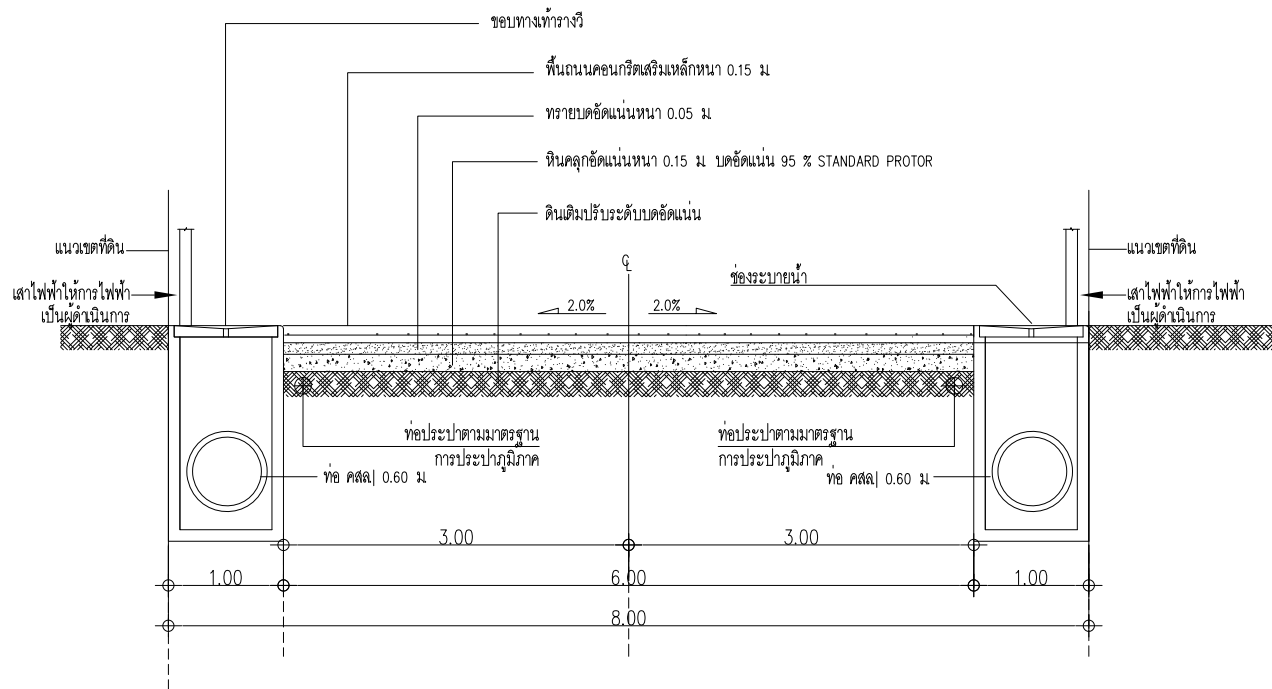 ขอบทางเท้ารางวี
พื้นถนนคอนกรีตเสริมเหล็กหนา 0.15 ม.
ทรายบดอัดแน่นหนา 0.05 ม.
หินคลุกอัดแน่นหนา 0.15 ม. บดอัดแน่น 95 % STANDARD PROTOR
ดินเติมปรับระดับบดอัดแน่น
แนวเขตที่ดิน
แนวเขตที่ดิน
เสาไฟฟ้าให้การไฟฟ้า
เป็นผู้ดำเนินการ
ช่องระบายน้ำ
เสาไฟฟ้าให้การไฟฟ้า
เป็นผู้ดำเนินการ
2.0%
2.0%
ท่อประปาตามมาตรฐาน
การประปาภูมิภาค
ท่อประปาตามมาตรฐาน
การประปาภูมิภาค
ท่อ คสล| 0.60 ม.
ท่อ คสล| 0.60 ม.
3.00
3.00
1.00
6.00
1.00
8.00